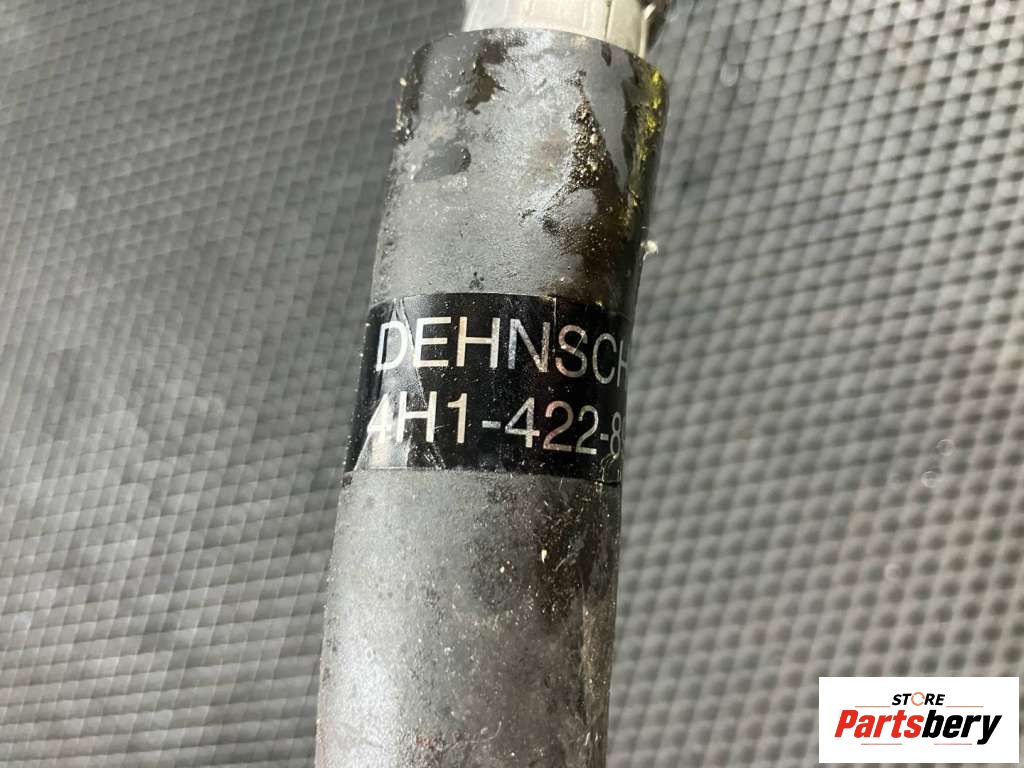 DEHNSCH
4H1-422-8
STORE
Partsbery